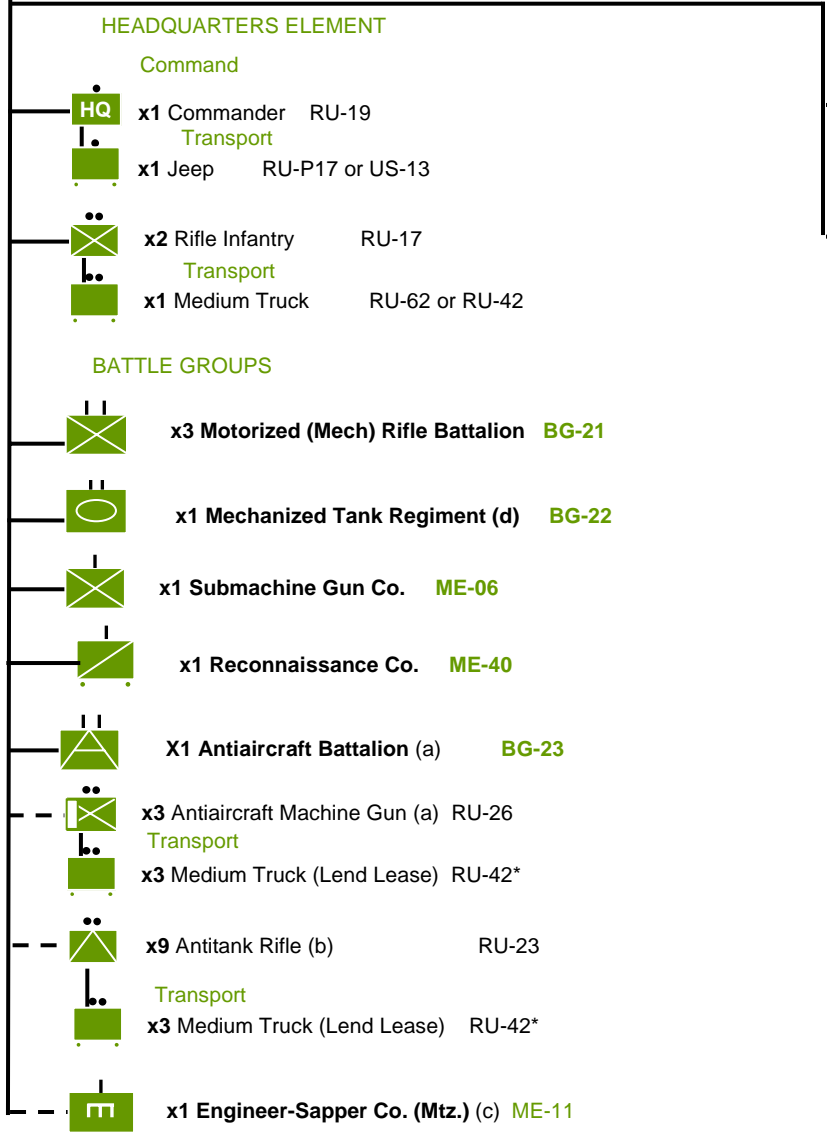 HEADQUARTERS ELEMENT
Command
HQ x1 Commander RU-19
Transport
x1 Jeep RU-P17 or US-13
x2 Rifle Infantry RU-17
Transport
x1 Medium Truck RU-62 or RU-42
BATTLE GROUPS
x3 Motorized (Mech) Rifle Battalion BG-21
x1 Mechanized Tank Regiment (d) BG-22
x1 Submachine Gun Co. ME-06
x1 Reconnaissance Co. ME-40
X1 Antiaircraft Battalion (a) BG-23
x3 Antiaircraft Machine Gun (a) RU-26
Transport
x3 Medium Truck (Lend Lease) RU-42*
x9 Antitank Rifle (b) RU-23
Transport
x3 Medium Truck (Lend Lease) RU-42*
x1 Engineer-Sapper Co. (Mtz.) (c) ME-11